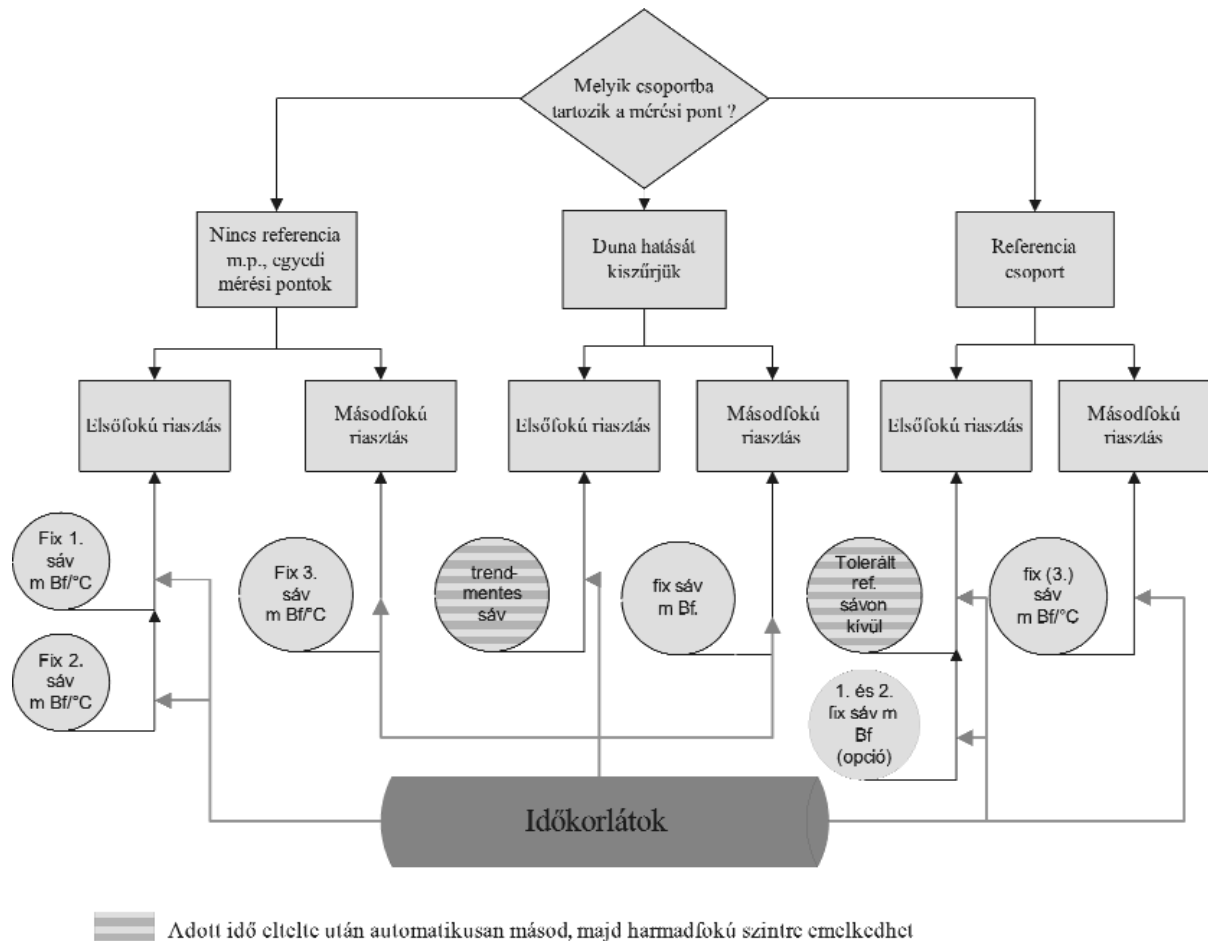 Melyik csoportba
tartozik a mérési pont ?
Nincs referencia
m.p., egyedi
mérési pontok
Duna hatását
kiszűrjük
Referencia
csoport
Elsőfokú riasztás
Másodfokú
riasztás
Elsőfokú riasztás
Másodfokú
riasztás
Elsőfokú riasztás
Másodfokú
riasztás
Fix 1.
sáv
m Bf/°C
Fix 2.
sáv
m Bf/°C
Fix 3.
sáv
m Bf/°C
trend-
mentes
sáv
fix sáv
m Bf.
Tolerált
ref.
sávon
kívül
1. és 2.
fix sáv m
Bf
(opció)
fix (3.)
sáv
m Bf/°C
Időkorlátok
Adott idő eltelte után automatikusan másod, majd harmadfokú szintre emelkedhet